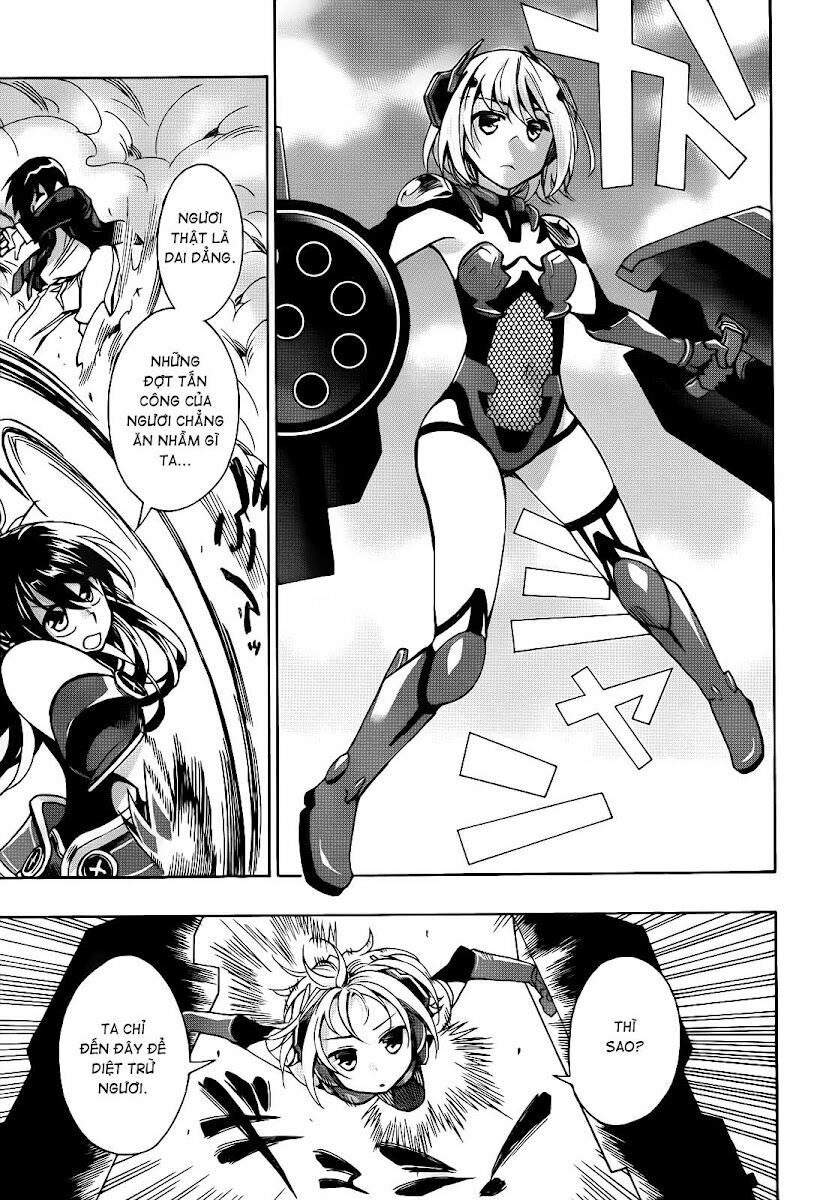 NGƯƠI
THẬT LÀ
DAI DẲNG.
NHỮNG
ĐỢT TẤN
CÔNG CỦA
NGƯƠI CHẲNG
ĂN NHẰM GÌ
TA...
THÌ
SAO?
TA CHỈ
ĐẾN ĐÂY ĐỂ
DIỆT TRỪ
NGƯƠI.